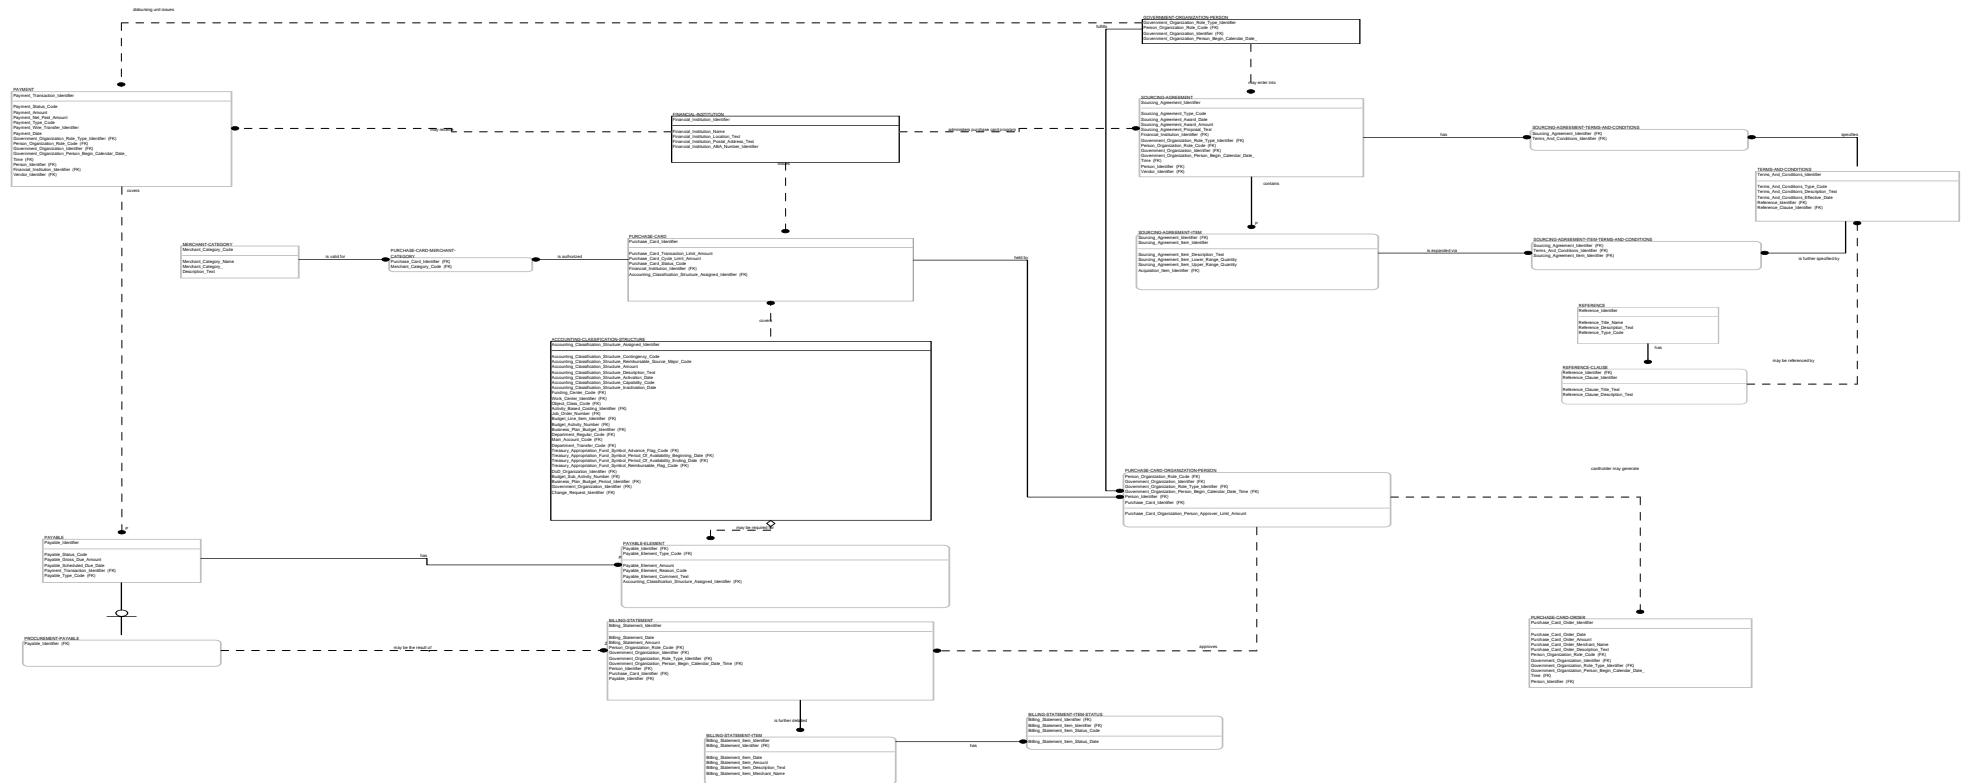 disbursing unit issues
GOVERNMENT-ORGANIZATION-PERSON
Government_Organization_Role_Type_Identifier
Person_Organization_Role_Code (FK)
Government_Organization_Identifier (FK)
Government_Organization_Person_Begin_Calendar_Date_
fulfills
may enter into
PAYMENT
Payment_Transaction_Identifier
Payment_Status_Code
Payment_Amount
Payment_Net_Paid_Amount
Payment_Type_Code
Payment_Wire_Transfer_Identifier
Payment_Date
Government_Organization_Role_Type_Identifier (FK)
Person_Organization_Role_Code (FK)
Government_Organization_Identifier (FK)
Government_Organization_Person_Begin_Calendar_Date_
Time (FK)
Person_Identifier (FK)
Financial_Institution_Identifier (FK)
Vendor_Identifier (FK)
covers
FINANCIAL-INSTITUTION
Financial_Institution_Identifier
Financial_Institution_Name
Financial_Institution_Location_Text
Financial_Institution_Postal_Address_Text
Financial_Institution_ABA_Number_Identifier
issues
SOURCING-AGREEMENT
Sourcing_Agreement_Identifier
Sourcing_Agreement_Type_Code
Sourcing_Agreement_Award_Date
Sourcing_Agreement_Award_Amount
Sourcing_Agreement_Proposal_Text
Financial_Institution_Identifier (FK)
Government_Organization_Role_Type_Identifier (FK)
Person_Organization_Role_Code (FK)
Government_Organization_Identifier (FK)
Government_Organization_Person_Begin_Calendar_Date_
Time (FK)
Person_Identifier (FK)
Vendor_Identifier (FK)
contains
P
has
SOURCING-AGREEMENT-TERMS-AND-CONDITIONS
Sourcing_Agreement_Identifier (FK)
Terms_And_Conditions_Identifier (FK)
specifies
TERMS-AND-CONDITIONS
Terms_And_Conditions_Identifier
Terms_And_Conditions_Type_Code
Terms_And_Conditions_Description_Text
Terms_And_Conditions_Effective_Date
Reference_Identifier (FK)
Reference_Clause_Identifier (FK)
MERCHANT-CATEGORY
Merchant_Category_Code
Merchant_Category_Name
Merchant_Category_
Description_Text
is valid for
PURCHASE-CARD-MERCHANT-
CATEGORY
Purchase_Card_Identifier (FK)
Merchant_Category_Code (FK)
is authorized
PURCHASE-CARD
Purchase_Card_Identifier
Purchase_Card_Transaction_Limit_Amount
Purchase_Card_Cycle_Limit_Amount
Purchase_Card_Status_Code
Financial_Institution_Identifier (FK)
Accounting_Classification_Structure_Assigned_Identifier (FK)
held by
covers
SOURCING-AGREEMENT-ITEM
Sourcing_Agreement_Identifier (FK)
Sourcing_Agreement_Item_Identifier
Sourcing_Agreement_Item_Description_Text
Sourcing_Agreement_Item_Lower_Range_Quantity
Sourcing_Agreement_Item_Upper_Range_Quantity
Acquisition_Item_Identifier (FK)
is expanded via
SOURCING-AGREEMENT-ITEM-TERMS-AND-CONDITIONS
Sourcing_Agreement_Identifier (FK)
Terms_And_Conditions_Identifier (FK)
Sourcing_Agreement_Item_Identifier (FK)
is further specified by
REFERENCE
Reference_Identifier
Reference_Title_Name
Reference_Description_Text
Reference_Type_Code
has
may be referenced by
REFERENCE-CLAUSE
Reference_Identifier (FK)
Reference_Clause_Identifier
Reference_Clause_Title_Text
Reference_Clause_Description_Text
ACCOUNTING-CLASSIFICATION-STRUCTURE
Accounting_Classification_Structure_Assigned_Identifier
Accounting_Classification_Structure_Contingency_Code
Accounting_Classification_Structure_Reimbursable_Source_Major_Code
Accounting_Classification_Structure_Amount
Accounting_Classification_Structure_Description_Text
Accounting_Classification_Structure_Activation_Date
Accounting_Classification_Structure_Capability_Code
Accounting_Classification_Structure_Inactivation_Date
Funding_Center_Code (FK)
Work_Center_Identifier (FK)
Object_Class_Code (FK)
Activity_Based_Costing_Identifier (FK)
Job_Order_Number (FK)
Budget_Line_Item_Identifier (FK)
Budget_Activity_Number (FK)
Business_Plan_Budget_Identifier (FK)
Department_Regular_Code (FK)
Main_Account_Code (FK)
Department_Transfer_Code (FK)
Treasury_Appropriation_Fund_Symbol_Advance_Flag_Code (FK)
Treasury_Appropriation_Fund_Symbol_Period_Of_Availability_Beginning_Date (FK)
Treasury_Appropriation_Fund_Symbol_Period_Of_Availability_Ending_Date (FK)
Treasury_Appropriation_Fund_Symbol_Reimbursable_Flag_Code (FK)
DoD_Organization_Identifier (FK)
Budget_Sub_Activity_Number (FK)
Business_Plan_Budget_Period_Identifier (FK)
Government_Organization_Identifier (FK)
Change_Request_Identifier (FK)
PURCHASE-CARD-ORGANIZATION-PERSON
Person_Organization_Role_Code (FK)
Government_Organization_Identifier (FK)
Government_Organization_Role_Type_Identifier (FK)
Government_Organization_Person_Begin_Calendar_Date_Time (FK)
Person_Identifier (FK)
Purchase_Card_Identifier (FK)
Purchase_Card_Organization_Person_Approver_Limit_Amount
cardholder may generate
P
PAYABLE
Payable_Identifier
Payable_Status_Code
Payable_Gross_Due_Amount
Payable_Scheduled_Due_Date
Payment_Transaction_Identifier (FK)
Payable_Type_Code (FK)
has
PAYABLE-ELEMENT
Payable_Identifier (FK)
Payable_Element_Type_Code (FK)
Payable_Element_Amount
Payable_Element_Reason_Code
Payable_Element_Comment_Text
Accounting_Classification_Structure_Assigned_Identifier (FK)
PROCUREMENT-PAYABLE
Payable_Identifier (FK)
may be the result of
BILLING-STATEMENT
Billing_Statement_Identifier
Billing_Statement_Date
Billing_Statement_Amount
Person_Organization_Role_Code (FK)
Government_Organization_Identifier (FK)
Government_Organization_Role_Type_Identifier (FK)
Government_Organization_Person_Begin_Calendar_Date_Time (FK)
Person_Identifier (FK)
Purchase_Card_Identifier (FK)
Payable_Identifier (FK)
approves
PURCHASE-CARD-ORDER
Purchase_Card_Order_Identifier
Purchase_Card_Order_Date
Purchase_Card_Order_Amount
Purchase_Card_Order_Merchant_Name
Purchase_Card_Order_Description_Text
Person_Organization_Role_Code (FK)
Government_Organization_Identifier (FK)
Government_Organization_Role_Type_Identifier (FK)
Government_Organization_Person_Begin_Calendar_Date_
Time (FK)
Person_Identifier (FK)
is further detailed
BILLING-STATEMENT-ITEM
Billing_Statement_Item_Identifier
Billing_Statement_Identifier (FK)
Billing_Statement_Item_Date
Billing_Statement_Item_Amount
Billing_Statement_Item_Description_Text
Billing_Statement_Item_Merchant_Name
has
BILLING-STATEMENT-ITEM-STATUS
Billing_Statement_Identifier (FK)
Billing_Statement_Item_Identifier (FK)
Billing_Statement_Item_Status_Code
Billing_Statement_Item_Status_Date